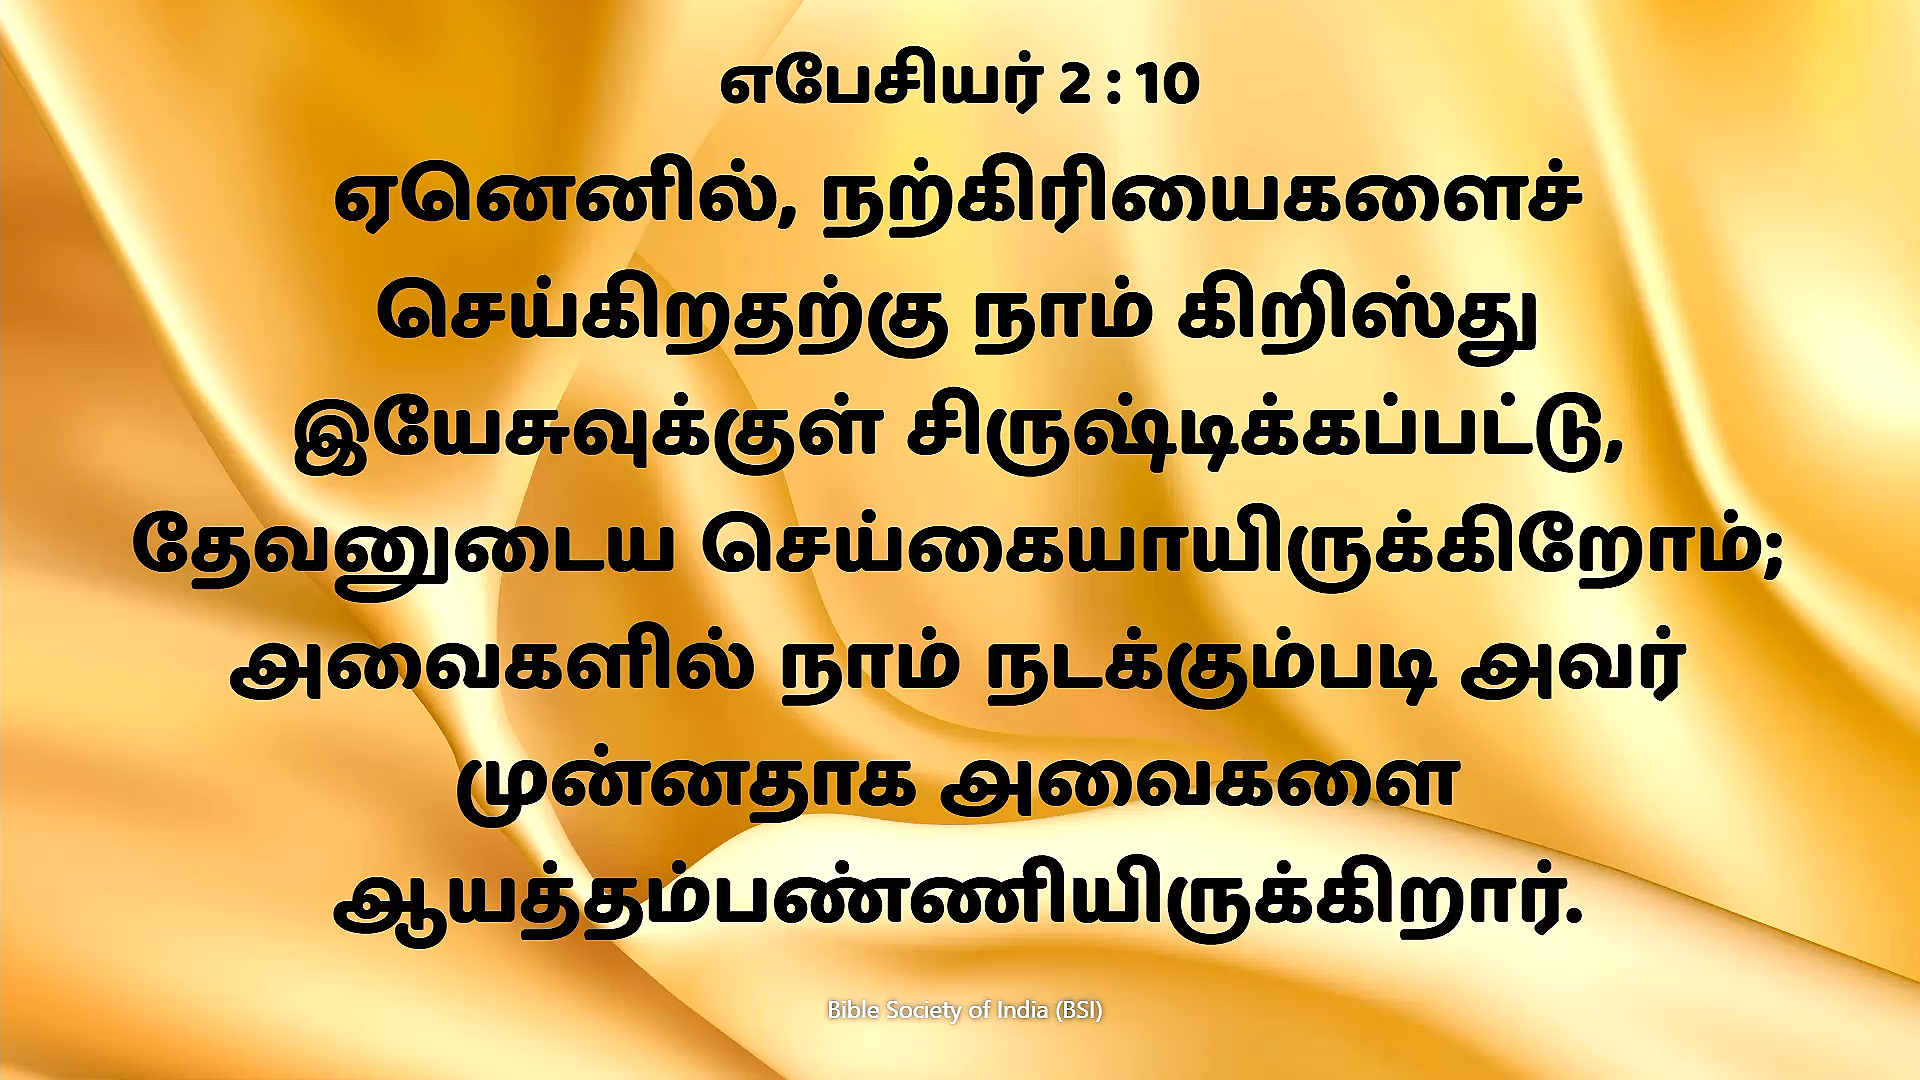 எபேசியர் 2 : 10
ஏனெனில், நற்கிரியைகளைச்
செய்கிறதற்கு நாம் கிறிஸ்து
இயேசுவுக்குள் சிருஷ்டிக்கப்பட்டு,
தேவனுடைய செய்கையாயிருக்கிறோம்;
அவைகளில் நாம் நடக்கும்படி அவர்
முன்னதாக அவைகளை
ஆயத்தம்பண்ணியிருக்கிறார்.
Bible Society of India (BSI)